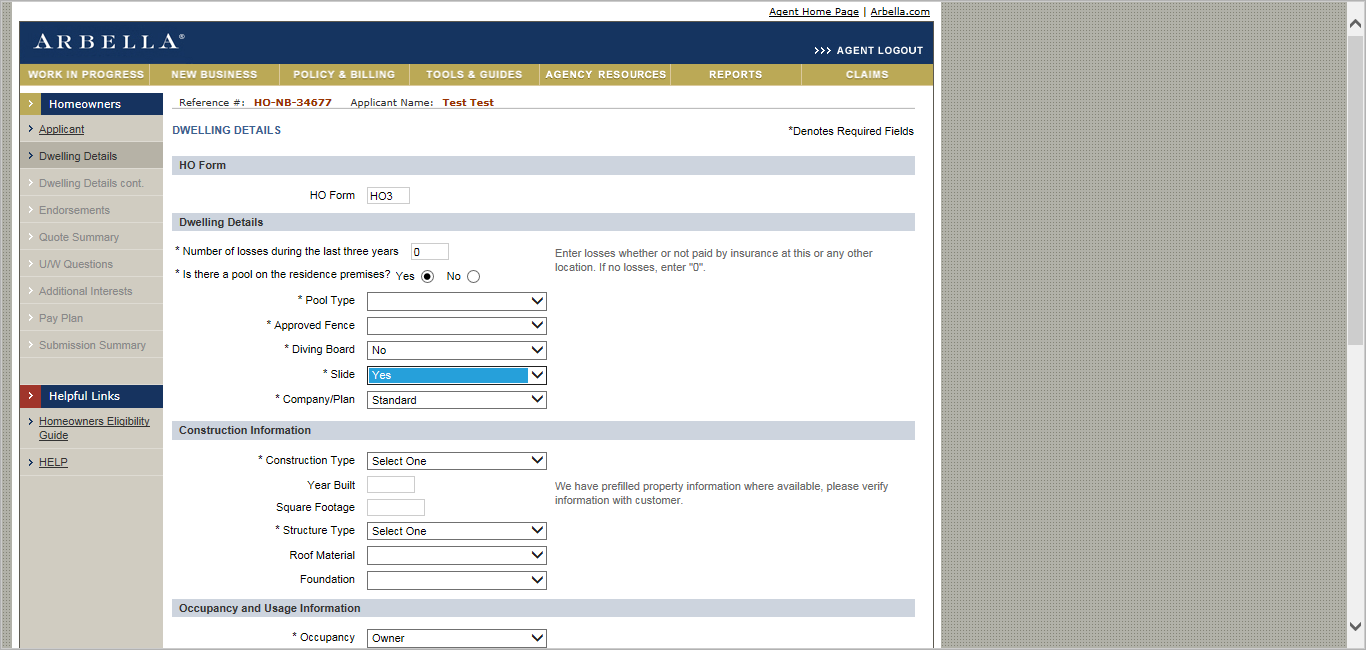 Agent Home Page | Arbella.com
ARBELLA®
>>> AGENT LOGOUT
WORK IN PROGRESS NEW BUSINESS POLICY & BILLING TOOLS & GUIDES AGENCY RESOURCES REPORTS CLAIMS
Homeowners
Applicant
Dwelling Details
Dwelling Details cont.
Endorsements
Quote Summary
U/W Questions
Additional Interests
Pay Plan
Submission Summary
Helpful Links
Homeowners Eligibility
Guide
HELP
Reference #: HO-NB-34677 Applicant Name: Test Test
DWELLING DETAILS
*Denotes Required Fields
HO Form
HO Form HO3
Dwelling Details
* Number of losses during the last three years 0
Enter losses whether or not paid by insurance at this or any other
location. If no losses, enter "0".
* Is there a pool on the residence premises? Yes No
* Pool Type
* Approved Fence
* Diving Board No
* Slide Yes
* Company/Plan Standard
Construction Information
* Construction Type Select One
Year Built
We have prefilled property information where available, please verify
information with customer.
Square Footage
* Structure Type Select One
Roof Material
Foundation
Occupancy and Usage Information
* Occupancy Owner